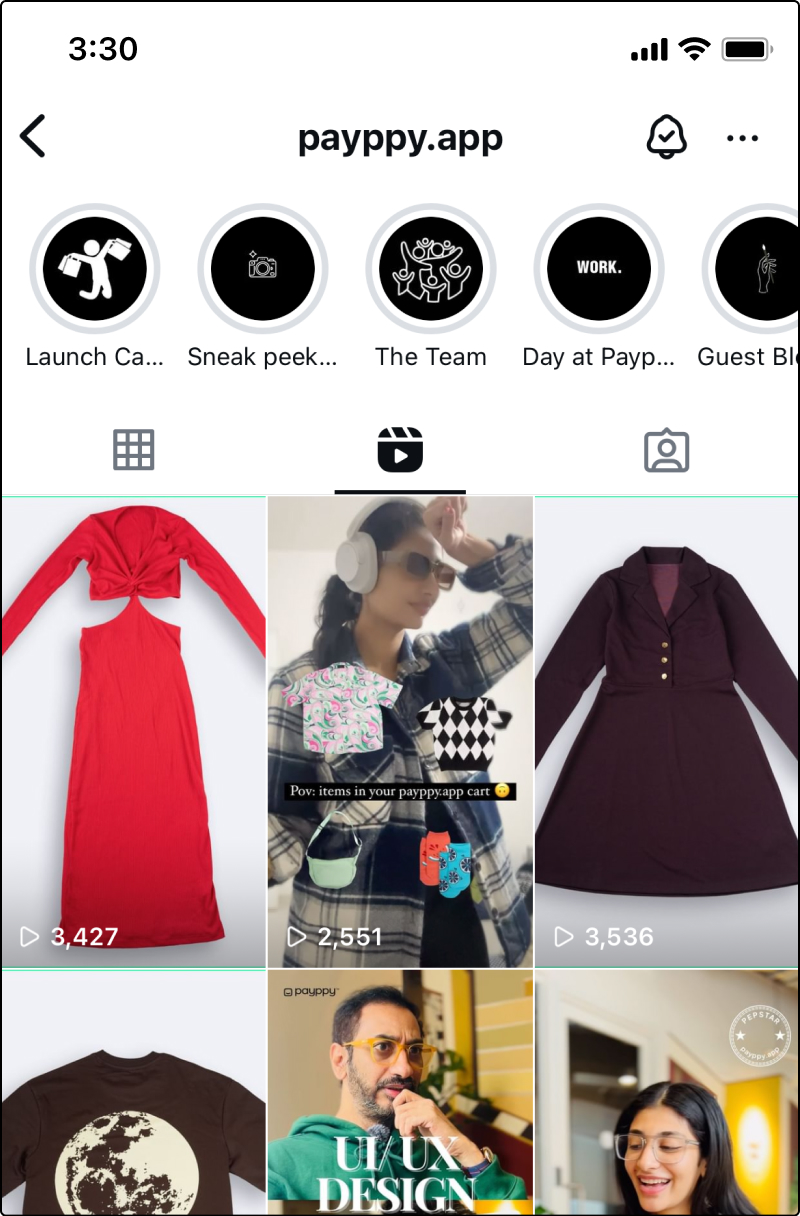 3:30
payppy.app
WORK.
Launch Ca...
Sneak peek...
The Team
Day at Payp...
Guest Bl
Pov: items in your payppy.app cart 🙃
3,427
2,551
3,536
payppy™
PEPSTAR
payppy app
UI/UX
DESIGN